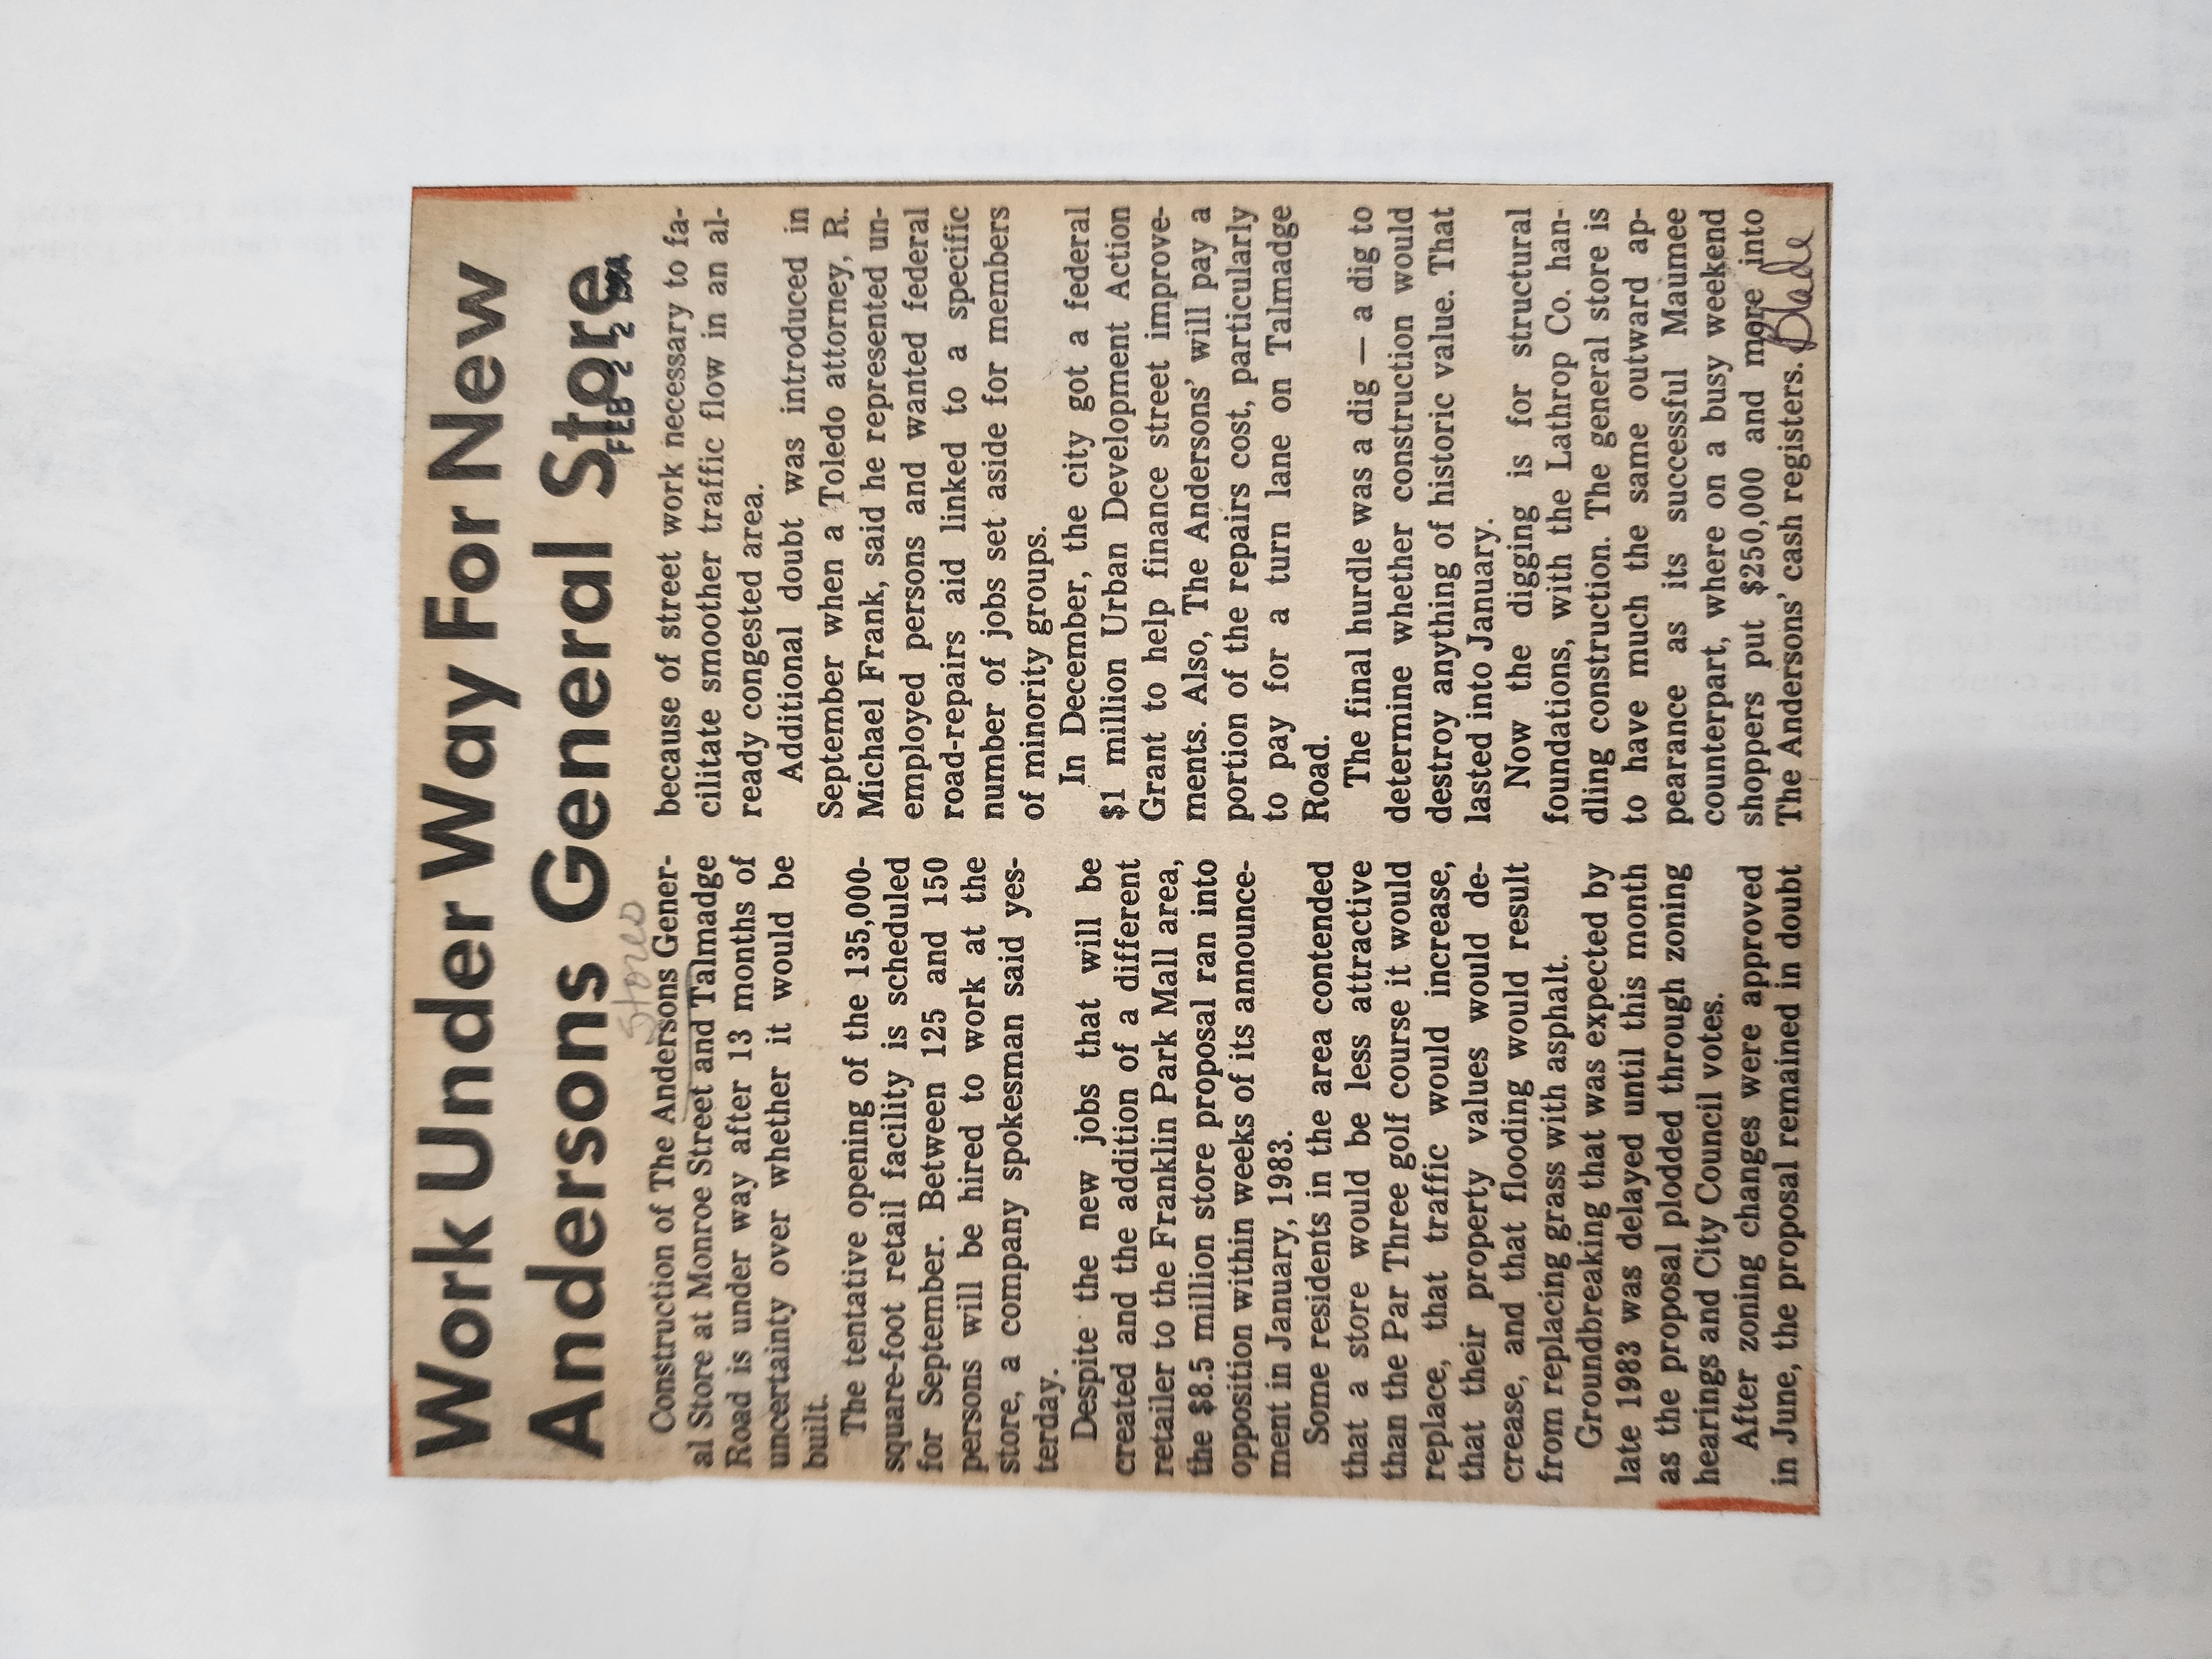 Work Under Way For New
Andersons General Store
FEB 22
Stores
Construction of The Andersons Gener-
al Store at Monroe Street and Talmadge
Road is under way after 13 months of
uncertainty over whether it would be
built.
The tentative opening of the 135,000-
square-foot retail facility is scheduled
for September. Between 125 and 150
persons will be hired to work at the
store, a company spokesman said yes-
terday.
Despite the new jobs that will be
created and the addition of a different
retailer to the Franklin Park Mall area,
the $8.5 million store proposal ran into
opposition within weeks of its announce-
ment in January, 1983.
Some residents in the area contended
that a store would be less attractive
than the Par Three golf course it would
replace, that traffic would increase,
that their property values would de-
crease, and that flooding would result
from replacing grass with asphalt.
Groundbreaking that was expected by
late 1983 was delayed until this month
as the proposal plodded through zoning
hearings and City Council votes.
After zoning changes were approved
in June, the proposal remained in doubt
because of street work necessary to fa-
cilitate smoother traffic flow in an al-
ready congested area.
Additional doubt was introduced in
September when a Toledo attorney, R.
Michael Frank, said he represented un-
employed persons and wanted federal
road-repairs aid linked to a specific
number of jobs set aside for members
of minority groups.
In December, the city got a federal
$1 million Urban Development Action
Grant to help finance street improve-
ments. Also, The Andersons' will pay a
portion of the repairs cost, particularly
to pay for a turn lane on Talmadge
Road.
The final hurdle was a dig — a dig to
determine whether construction would
destroy anything of historic value. That
lasted into January.
Now the digging is for structural
foundations, with the Lathrop Co. han-
dling construction. The general store is
to have much the same outward ap-
pearance as its successful Maumee
counterpart, where on a busy weekend
shoppers put $250,000 and more into
The Andersons' cash registers.
Blade